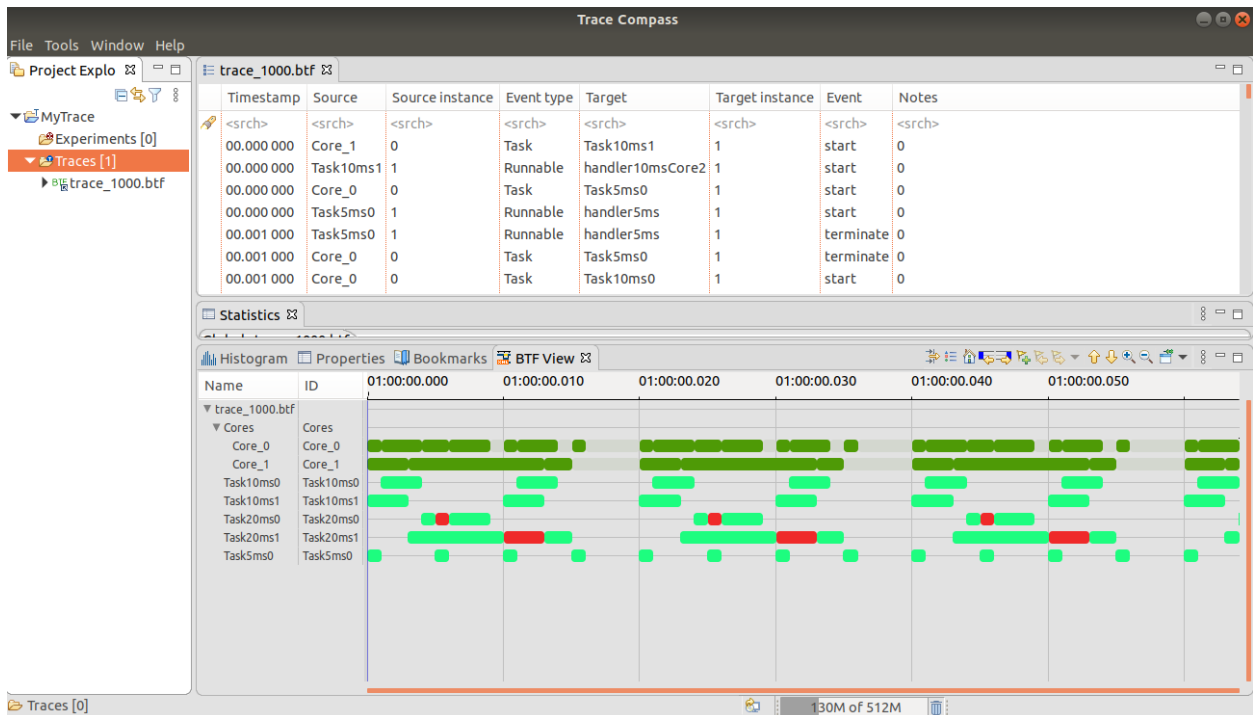 Trace Compass
File Tools Window Help
Project Explo
MyTrace
Experiments [0]
Traces [1]
trace_1000.btf
trace_1000.btf
Timestamp Source Source instance Event type Target Target instance Event Notes
<srch> <srch> <srch> <srch> <srch> <srch> <srch> <srch>
00.000 000 Core_1 0 Task Task10ms1 1 start 0
00.000 000 Task10ms1 1 Runnable handler10msCore2 1 start 0
00.000 000 Core_0 0 Task Task5ms0 1 start 0
00.000 000 Task5ms0 1 Runnable handler5ms 1 start 0
00.001 000 Task5ms0 1 Runnable handler5ms 1 terminate 0
00.001 000 Core_0 0 Task Task5ms0 1 terminate 0
00.001 000 Core_0 0 Task Task10ms0 1 start 0
Statistics
Histogram Properties Bookmarks BTF View
Name ID 01:00:00.000 01:00:00.010 01:00:00.020 01:00:00.030 01:00:00.040 01:00:00.050
trace_1000.btf
Cores Cores
Core_0 Core_0
Core_1 Core_1
Task10ms0 Task10ms0
Task10ms1 Task10ms1
Task20ms0 Task20ms0
Task20ms1 Task20ms1
Task5ms0 Task5ms0
Traces [0] 130M of 512M